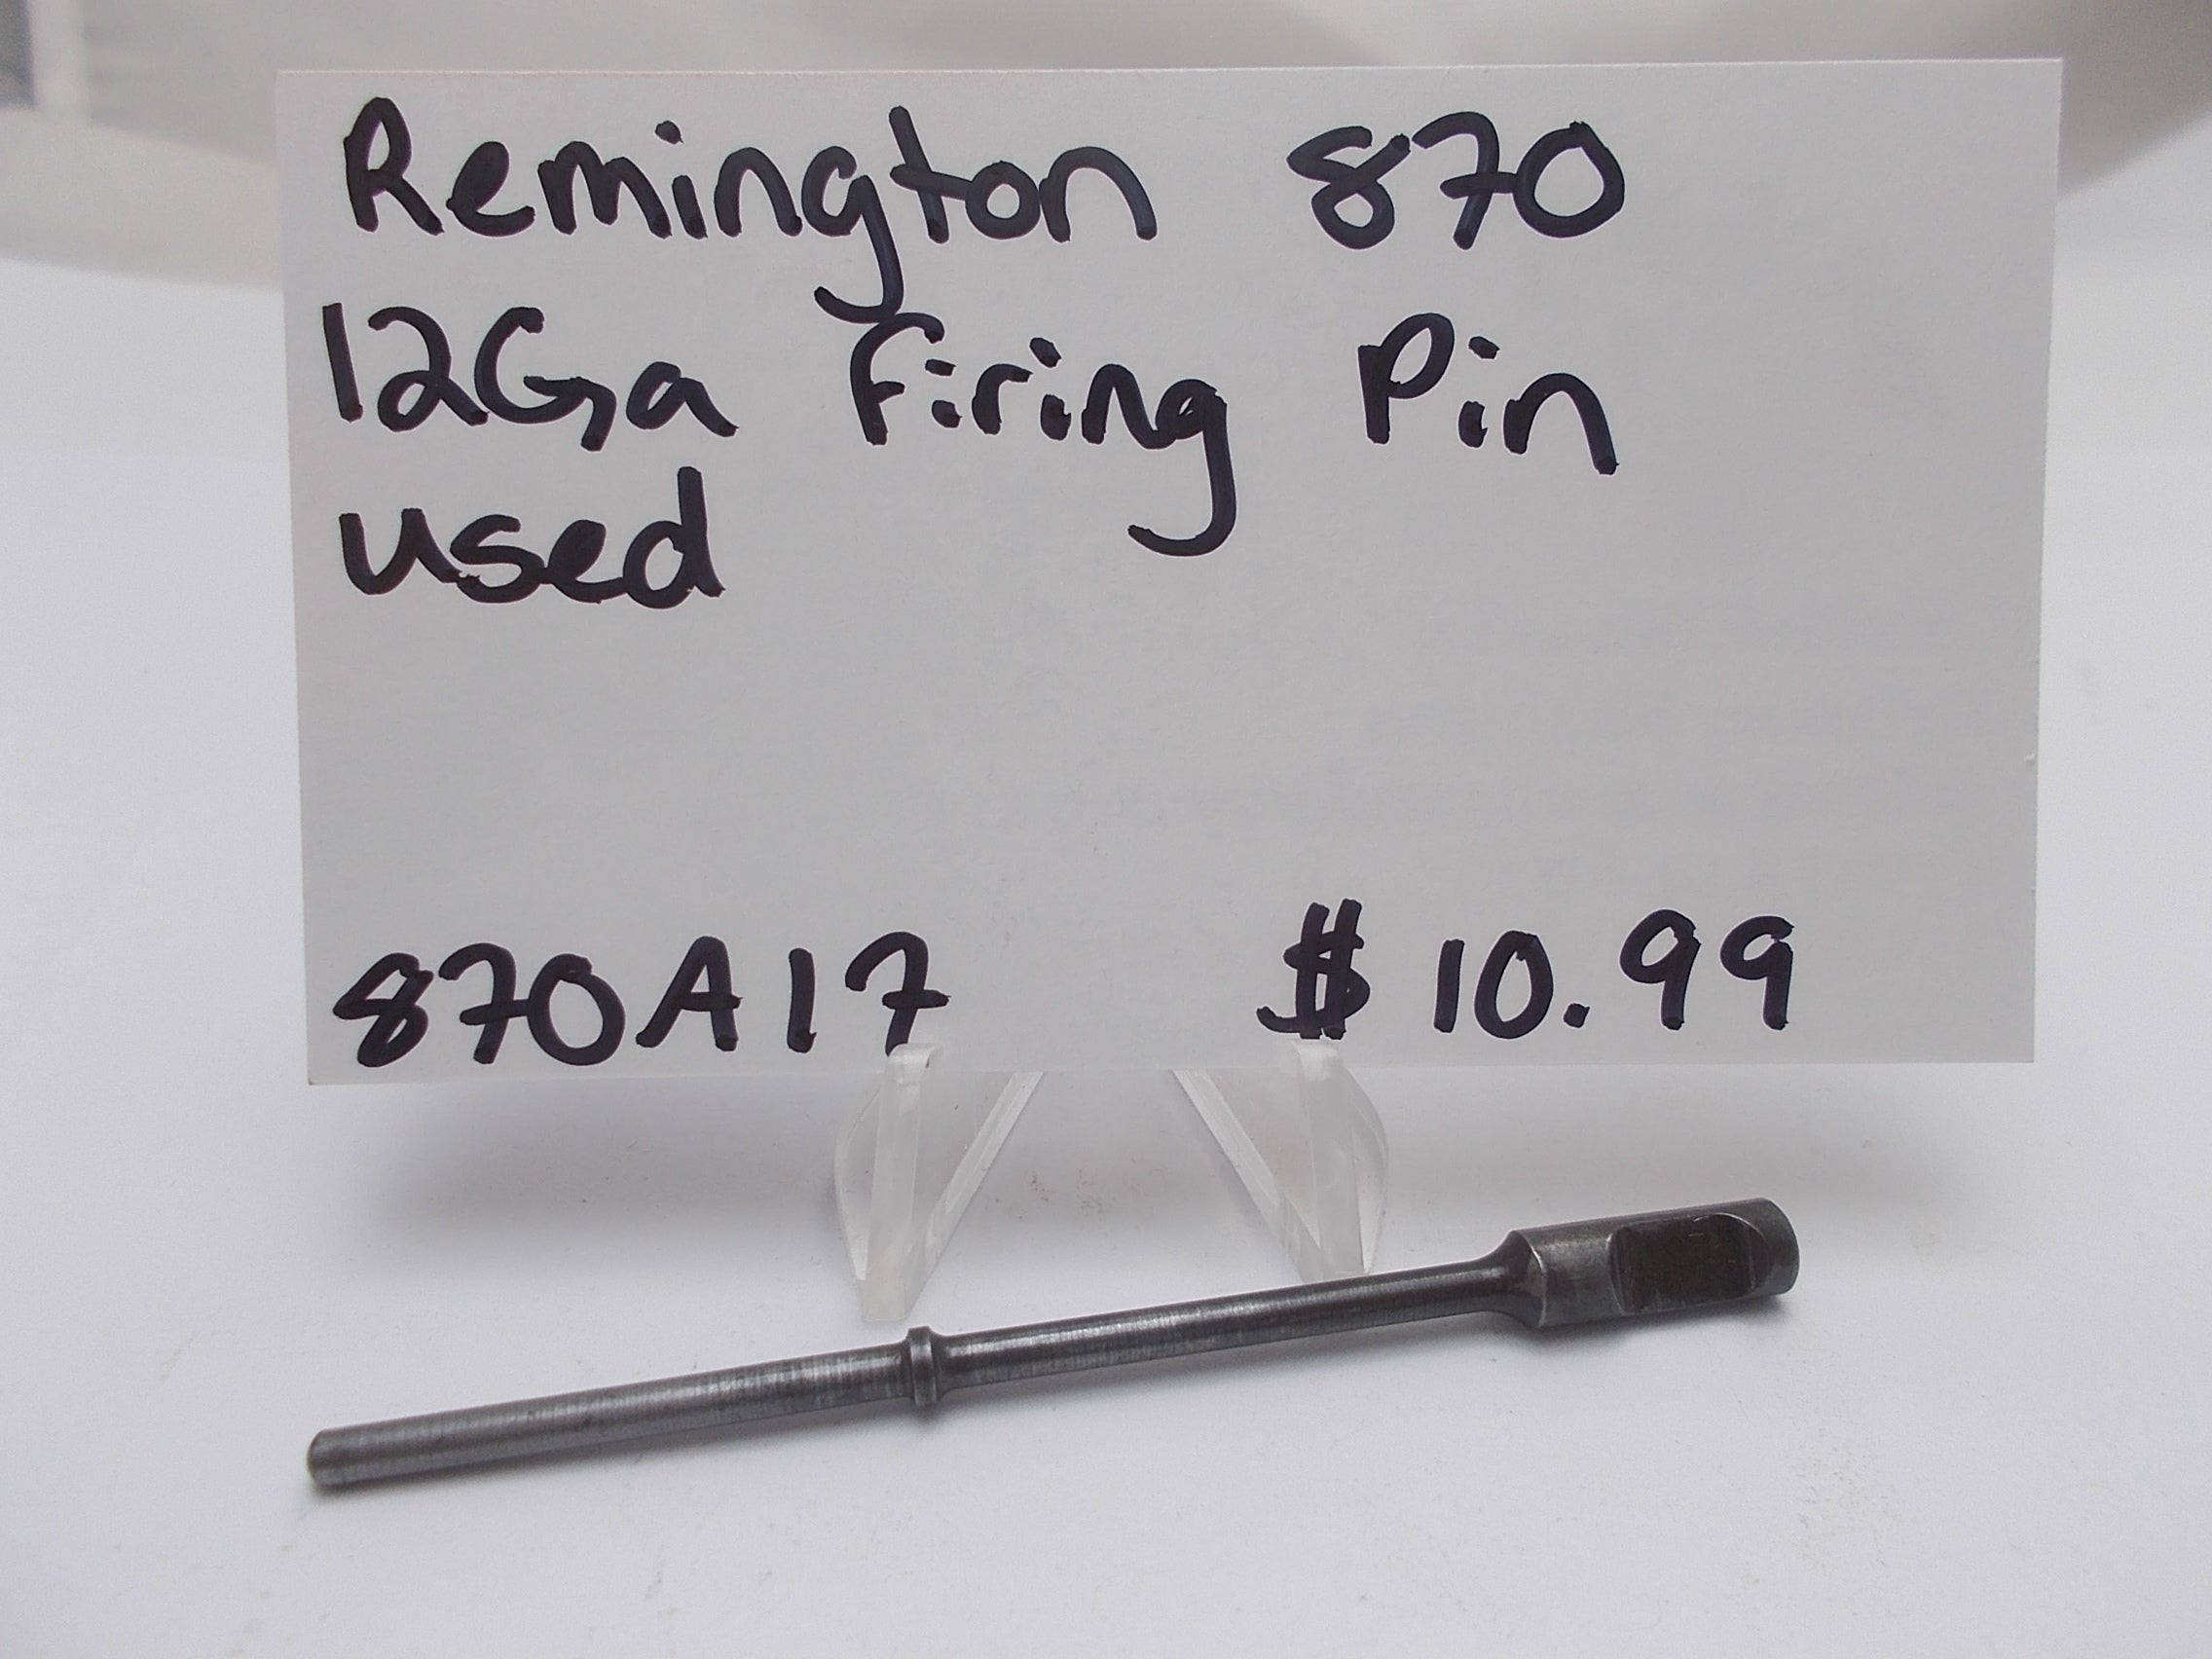 Remington 870
12Ga Firing Pin
used
870A17 $10.99